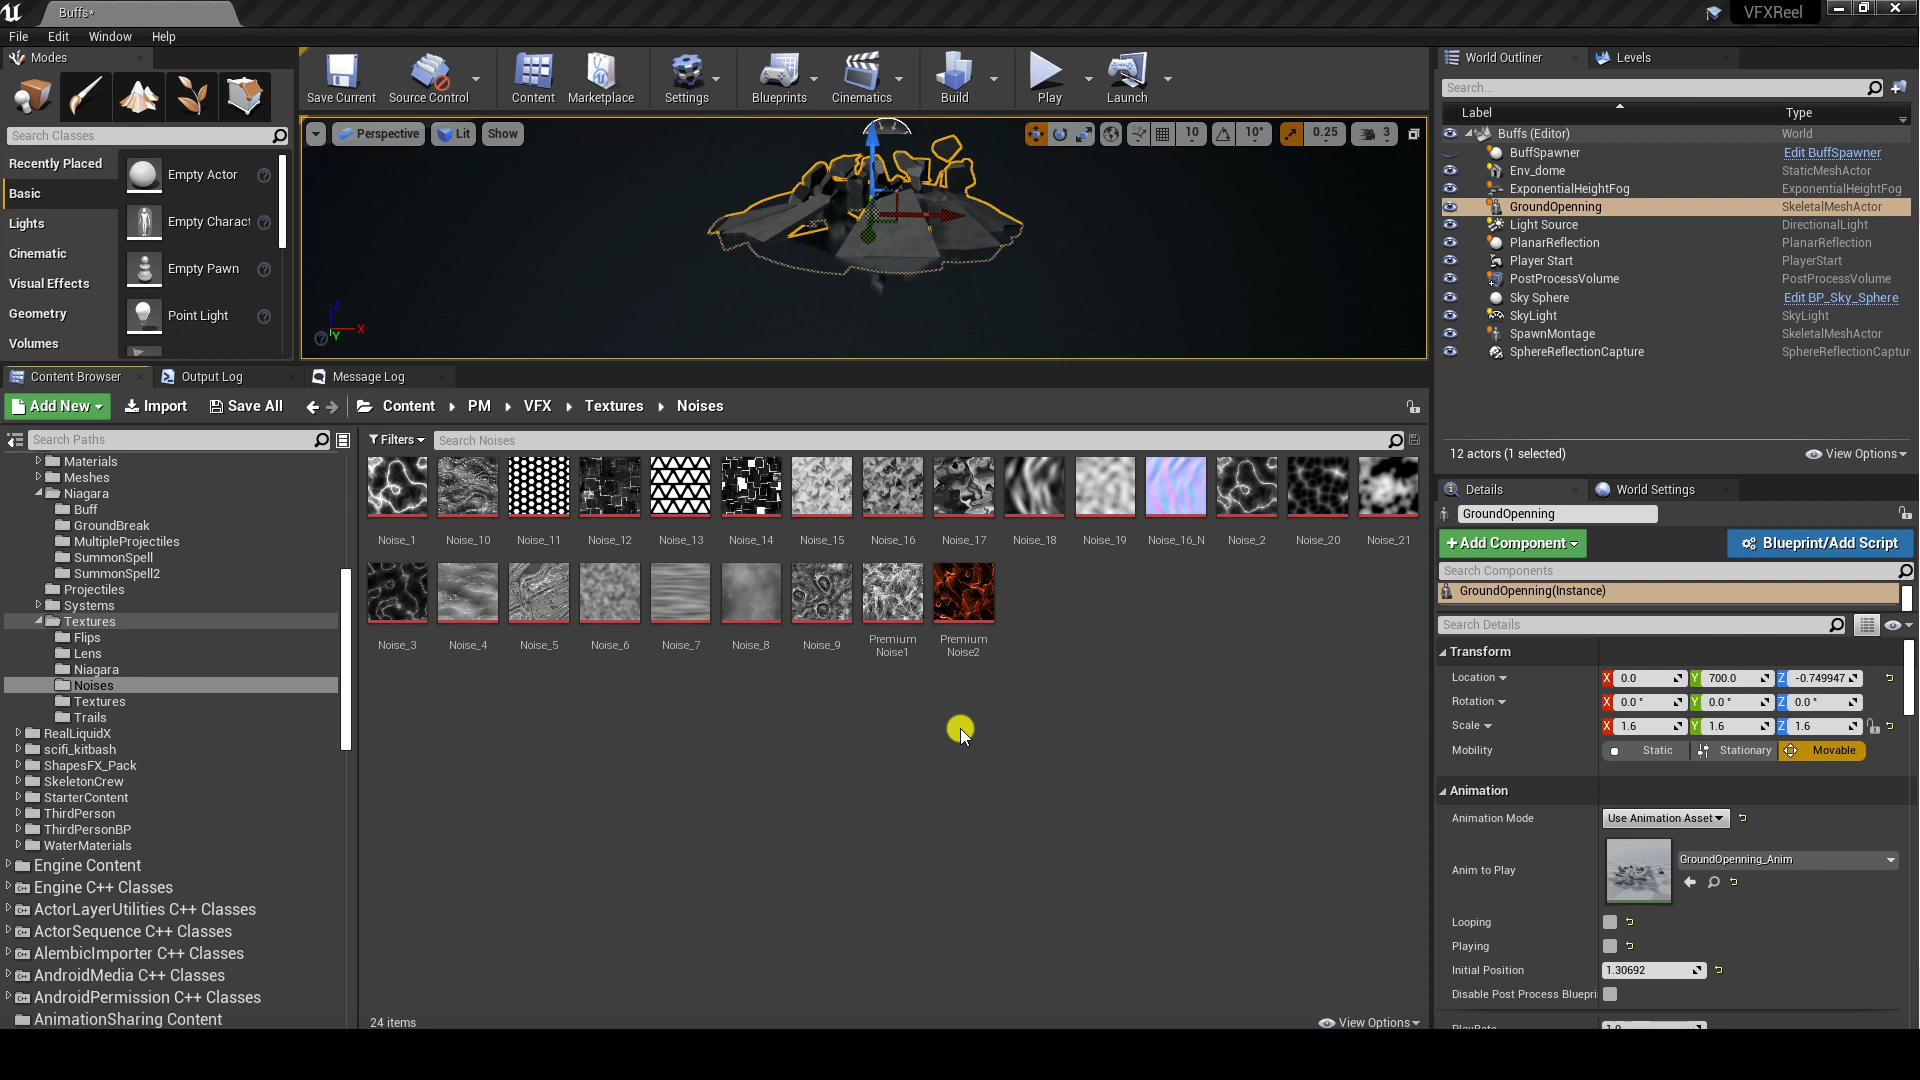 Buffs*
VFXReel
File Edit Window Help
Modes
Search Classes
Recently Placed
Basic
Lights
Cinematic
Visual Effects
Geometry
Volumes
Empty Actor
Empty Charact
Empty Pawn
Point Light
Save Current
Source Control
Content
Marketplace
Settings
Blueprints
Cinematics
Build
Play
Launch
Perspective Lit Show
10 10° 0.25 3
Z X Y
World Outliner Levels
Search...
Label Type
Buffs (Editor) World
BuffSpawner Edit BuffSpawner
Env_dome StaticMeshActor
ExponentialHeightFog ExponentialHeightFog
GroundOpenning SkeletalMeshActor
Light Source DirectionalLight
PlanarReflection PlanarReflection
Player Start PlayerStart
PostProcessVolume PostProcessVolume
Sky Sphere Edit BP_Sky_Sphere
SkyLight SkyLight
SpawnMontage SkeletalMeshActor
SphereReflectionCapture SphereReflectionCaptur
12 actors (1 selected) View Options
Content Browser Output Log Message Log
Add New Import Save All Content PM VFX Textures Noises
Search Paths
Filters Search Noises
Materials
Meshes
Niagara
Buff
GroundBreak
MultipleProjectiles
SummonSpell
SummonSpell2
Projectiles
Systems
Textures
Flips
Lens
Niagara
Noises
Textures
Trails
RealLiquidX
scifi_kitbash
ShapesFX_Pack
SkeletonCrew
StarterContent
ThirdPerson
ThirdPersonBP
WaterMaterials
Engine Content
Engine C++ Classes
ActorLayerUtilities C++ Classes
ActorSequence C++ Classes
AlembicImporter C++ Classes
AndroidMedia C++ Classes
AndroidPermission C++ Classes
AnimationSharing Content
Noise_1 Noise_10 Noise_11 Noise_12 Noise_13 Noise_14 Noise_15 Noise_16 Noise_17 Noise_18 Noise_19 Noise_16_N Noise_2 Noise_20 Noise_21
Noise_3 Noise_4 Noise_5 Noise_6 Noise_7 Noise_8 Noise_9 Premium Noise1 Premium Noise2
24 items View Options
Details World Settings
GroundOpenning
+ Add Component Blueprint/Add Script
Search Components
GroundOpenning(Instance)
Search Details
Transform
Location X 0.0 Y 700.0 Z -0.749947
Rotation X 0.0 ° Y 0.0 ° Z 0.0 °
Scale X 1.6 Y 1.6 Z 1.6
Mobility Static Stationary Movable
Animation
Animation Mode Use Animation Asset
Anim to Play GroundOpenning_Anim
Looping
Playing
Initial Position 1.30692
Disable Post Process Bluepri
PlayRate 1.0